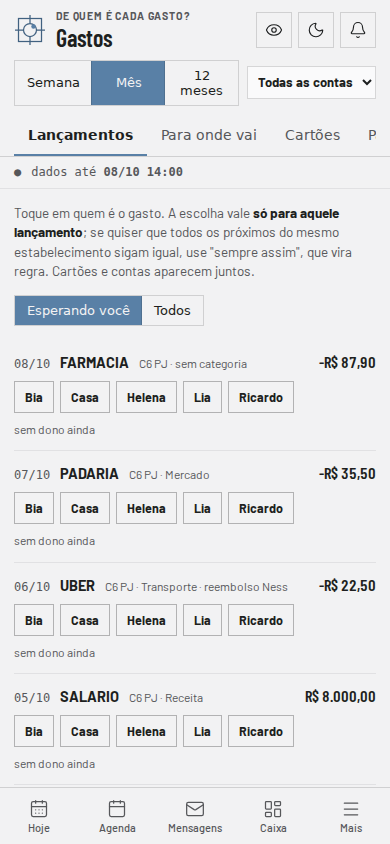 DE QUEM É CADA GASTO?
Gastos
Semana Mês 12 meses Todas as contas
Lançamentos Para onde vai Cartões P
● dados até 08/10 14:00
Toque em quem é o gasto. A escolha vale só para aquele
lançamento; se quiser que todos os próximos do mesmo
estabelecimento sigam igual, use "sempre assim", que vira
regra. Cartões e contas aparecem juntos.
Esperando você Todos
08/10 FARMACIA C6 PJ · sem categoria -R$ 87,90
Bia Casa Helena Lia Ricardo
sem dono ainda
07/10 PADARIA C6 PJ · Mercado -R$ 35,50
Bia Casa Helena Lia Ricardo
sem dono ainda
06/10 UBER C6 PJ · Transporte · reembolso Ness -R$ 22,50
Bia Casa Helena Lia Ricardo
sem dono ainda
05/10 SALARIO C6 PJ · Receita R$ 8.000,00
Bia Casa Helena Lia Ricardo
sem dono ainda
Hoje Agenda Mensagens Caixa Mais